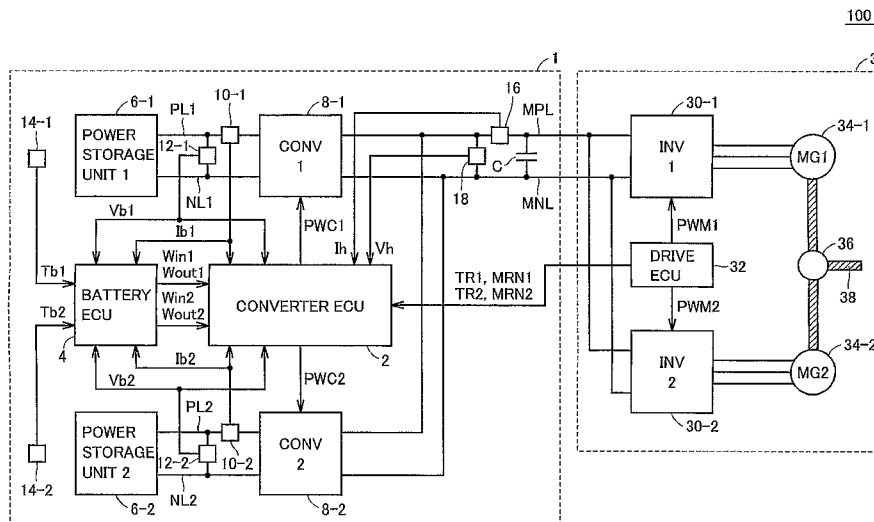 100
1
3
6-1
10-1
8-1
16
30-1
34-1
14-1
PL1
MPL
POWER
STORAGE
UNIT 1
12-1
CONV
1
C
INV
1
MG1
NL1
18
MNL
Vb1
PWC1
Ih
Vh
PWM1
Ib1
36
Tb1
Win1
Wout1
DRIVE
ECU
32
BATTERY
ECU
CONVERTER ECU
TR1, MRN1
TR2, MRN2
38
Win2
Wout2
Tb2
PWM2
4
Ib2
2
Vb2
PWC2
34-2
PL2
INV
2
MG2
POWER
STORAGE
UNIT 2
12-2
10-2
CONV
2
30-2
14-2
NL2
6-2
8-2